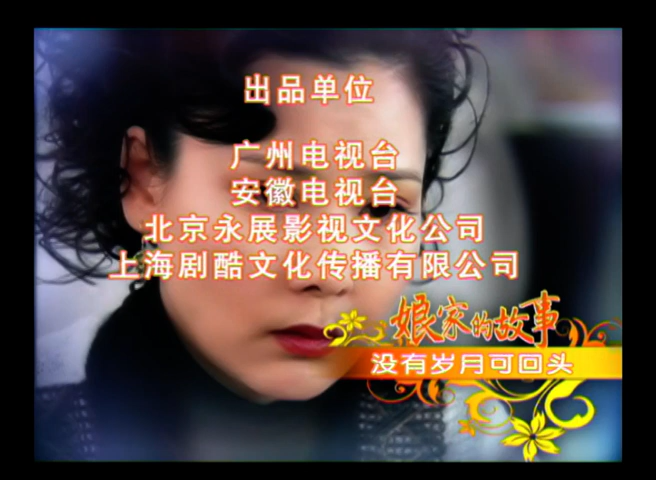 出品单位
广州电视台
安徽电视台
北京永展影视文化公司
上海剧酷文化传播有限公司
娘家的故事
没有岁月可回头